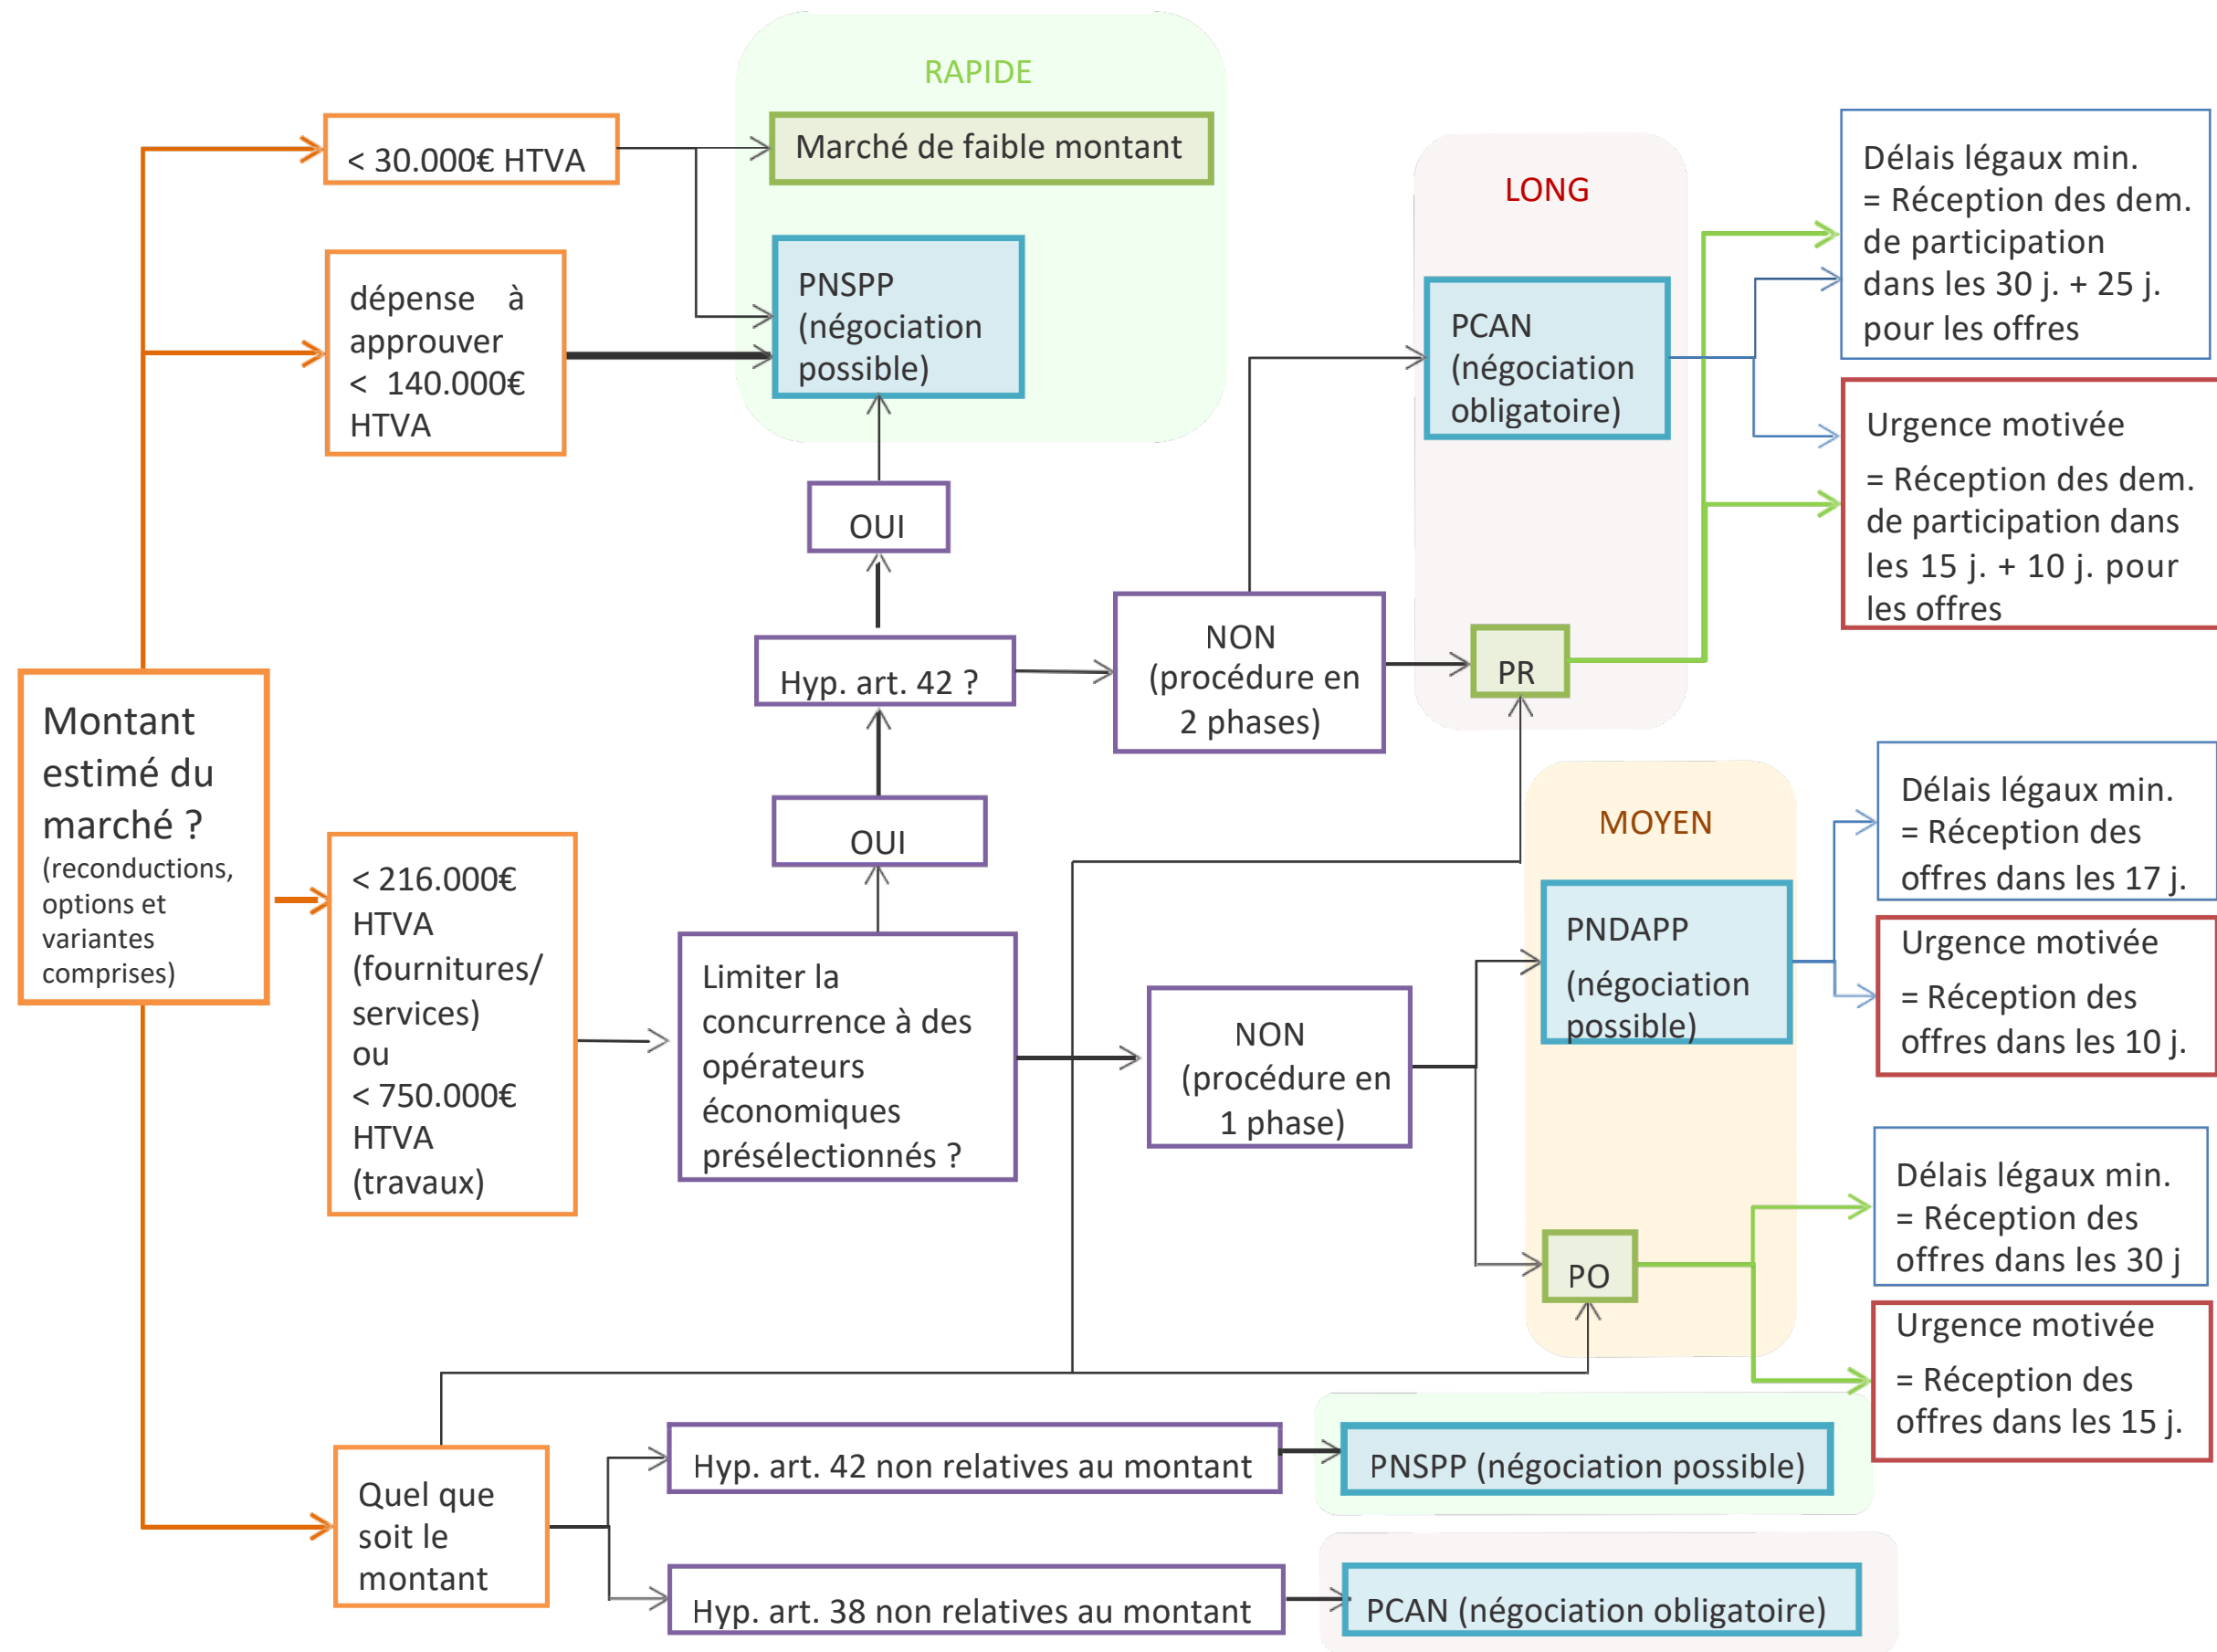 RAPIDE
< 30.000€ HTVA
Marché de faible montant
dépense à
approuver
< 140.000€
HTVA
PNSPP
(négociation
possible)
LONG
PCAN
(négociation
obligatoire)
Délais légaux min.
= Réception des dem.
de participation
dans les 30 j. + 25 j.
pour les offres
Urgence motivée
= Réception des dem.
de participation dans
les 15 j. + 10 j. pour
les offres
OUI
Hyp. art. 42 ?
NON
(procédure en
2 phases)
PR
Montant
estimé du
marché ?
(reconductions,
options et
variantes
comprises)
OUI
< 216.000€
HTVA
(fournitures/
services)
ou
< 750.000€
HTVA
(travaux)
Limiter la
concurrence à des
opérateurs
économiques
présélectionnés ?
NON
(procédure en
1 phase)
MOYEN
PNDAPP
(négociation
possible)
Délais légaux min.
= Réception des
offres dans les 17 j.
Urgence motivée
= Réception des
offres dans les 10 j.
PO
Délais légaux min.
= Réception des
offres dans les 30 j
Urgence motivée
= Réception des
offres dans les 15 j.
Quel que
soit le
montant
Hyp. art. 42 non relatives au montant
PNSPP (négociation possible)
Hyp. art. 38 non relatives au montant
PCAN (négociation obligatoire)